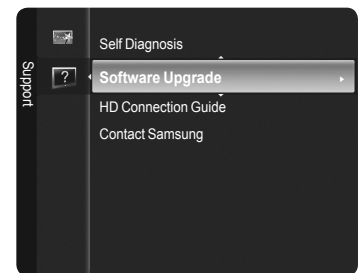 Support
Self Diagnosis
Software Upgrade
HD Connection Guide
Contact Samsung